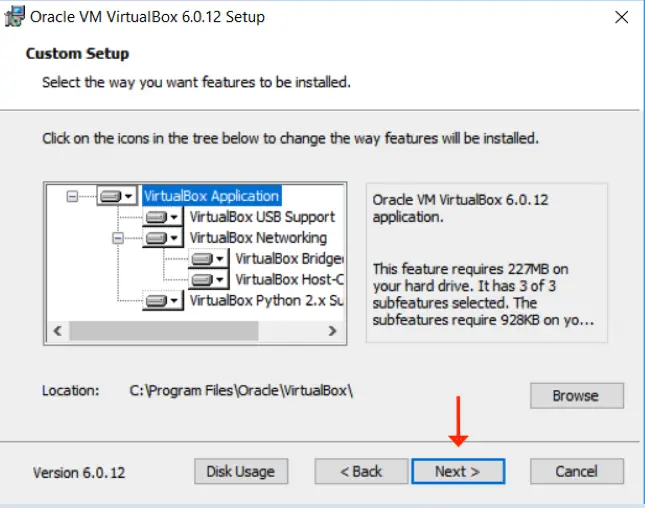 Oracle VM VirtualBox 6.0.12 Setup
Custom Setup
Select the way you want features to be installed.
Click on the icons in the tree below to change the way features will be installed.
VirtualBox Application
VirtualBox USB Support
VirtualBox Networking
VirtualBox Bridge
VirtualBox Host-C
VirtualBox Python 2.x Su
Oracle VM VirtualBox 6.0.12
application.
This feature requires 227MB on
your hard drive. It has 3 of 3
subfeatures selected. The
subfeatures require 928KB on yo...
Location: C:\Program Files\Oracle\VirtualBox\
Browse
Version 6.0.12
Disk Usage
< Back
Next >
Cancel